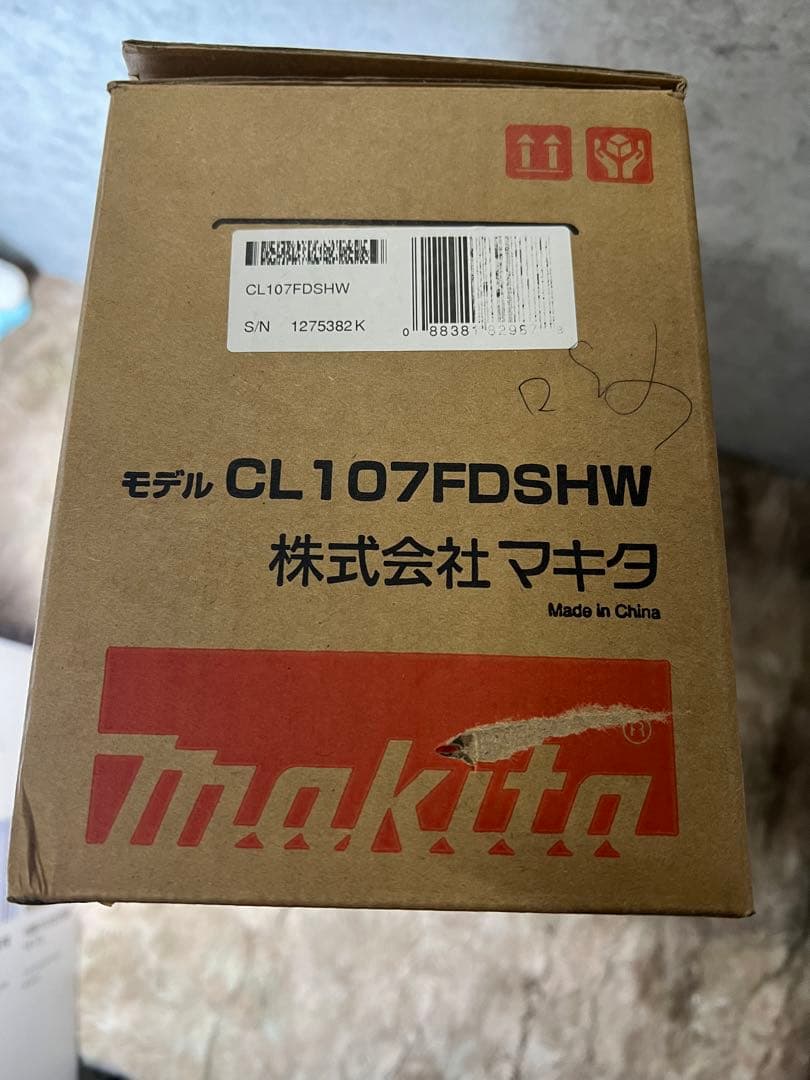 CL107FDSHW
S/N 1275382K
モデル CL107FDSHW
株式会社マキタ
Made in China
makita ®